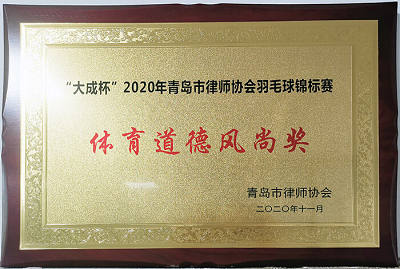 “大成杯”2020年青岛市律师协会羽毛球锦标赛
体育道德风尚奖
青岛市律师协会
二〇二〇年十一月